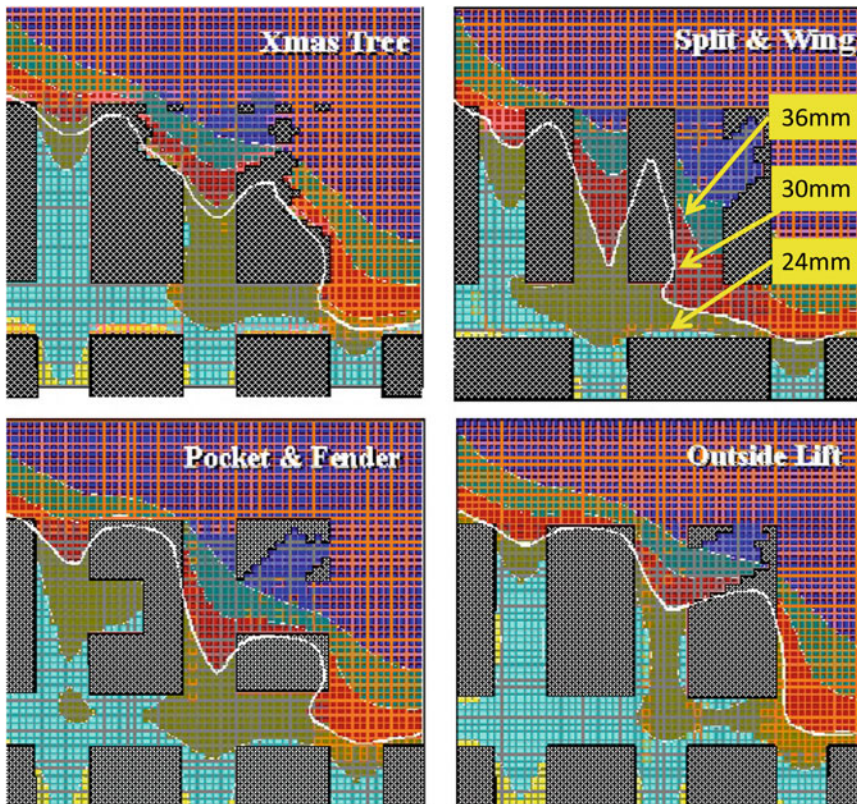 Xmas Tree
Split & Wing
36mm
30mm
24mm
Pocket & Fender
Outside Lift